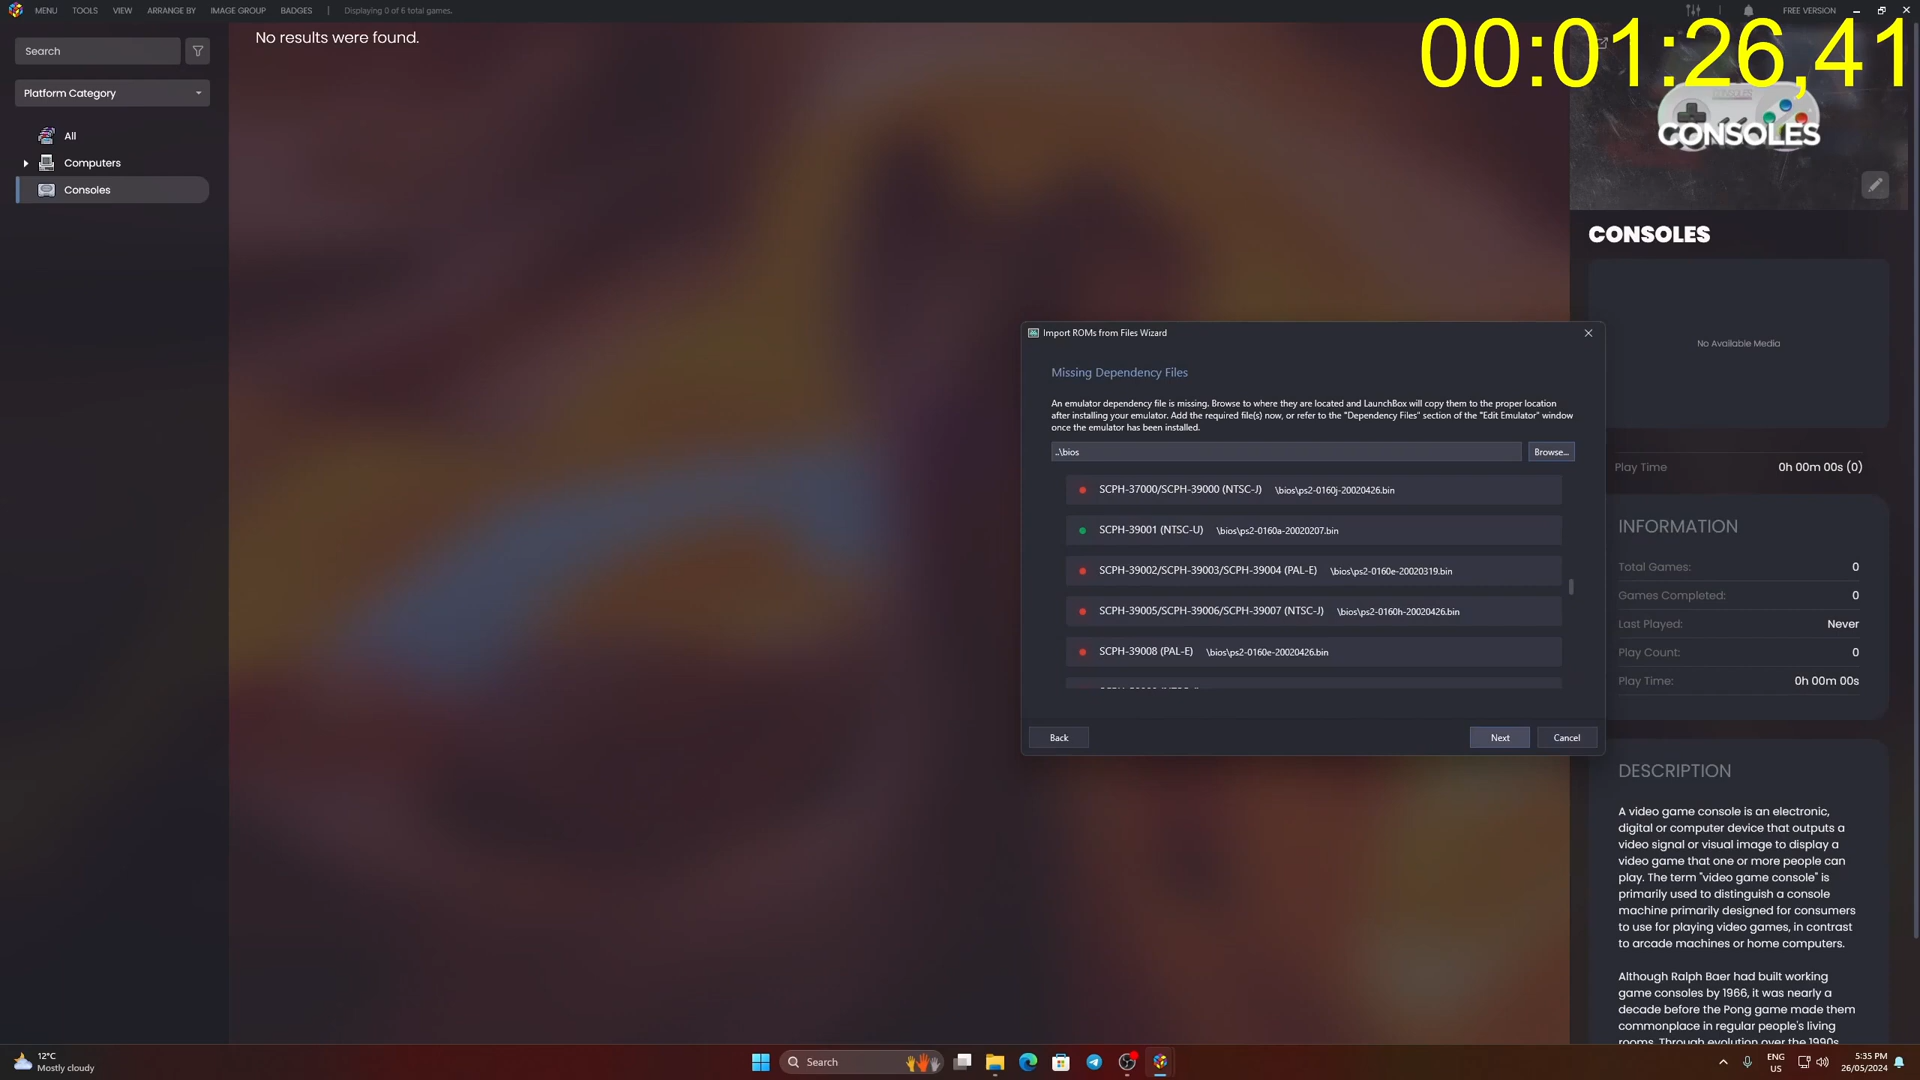 MENU TOOLS VIEW ARRANGE BY IMAGE GROUP BADGES Displaying 0 of 6 total games.
FREE VERSION
00:01:26,41
Search
No results were found.
Platform Category
All
Computers
Consoles
CONSOLES
CONSOLES
No Available Media
Play Time 0h 00m 00s (0)
INFORMATION
Total Games: 0
Games Completed: 0
Last Played: Never
Play Count: 0
Play Time: 0h 00m 00s
DESCRIPTION
A video game console is an electronic,
digital or computer device that outputs a
video signal or visual image to display a
video game that one or more people can
play. The term "video game console" is
primarily used to distinguish a console
machine primarily designed for consumers
to use for playing video games, in contrast
to arcade machines or home computers.
Although Ralph Baer had built working
game consoles by 1966, it was nearly a
decade before the Pong game made them
commonplace in regular people's living
rooms. Through evolution over the 1990s
Import ROMs from Files Wizard
Missing Dependency Files
An emulator dependency file is missing. Browse to where they are located and LaunchBox will copy them to the proper location
after installing your emulator. Add the required file(s) now, or refer to the "Dependency Files" section of the "Edit Emulator" window
once the emulator has been installed.
..\bios Browse...
SCPH-37000/SCPH-39000 (NTSC-J) \bios\ps2-0160j-20020426.bin
SCPH-39001 (NTSC-U) \bios\ps2-0160a-20020207.bin
SCPH-39002/SCPH-39003/SCPH-39004 (PAL-E) \bios\ps2-0160e-20020319.bin
SCPH-39005/SCPH-39006/SCPH-39007 (NTSC-J) \bios\ps2-0160h-20020426.bin
SCPH-39008 (PAL-E) \bios\ps2-0160e-20020426.bin
Back Next Cancel
12°C
Mostly cloudy
Search
ENG
US
5:35 PM
26/05/2024